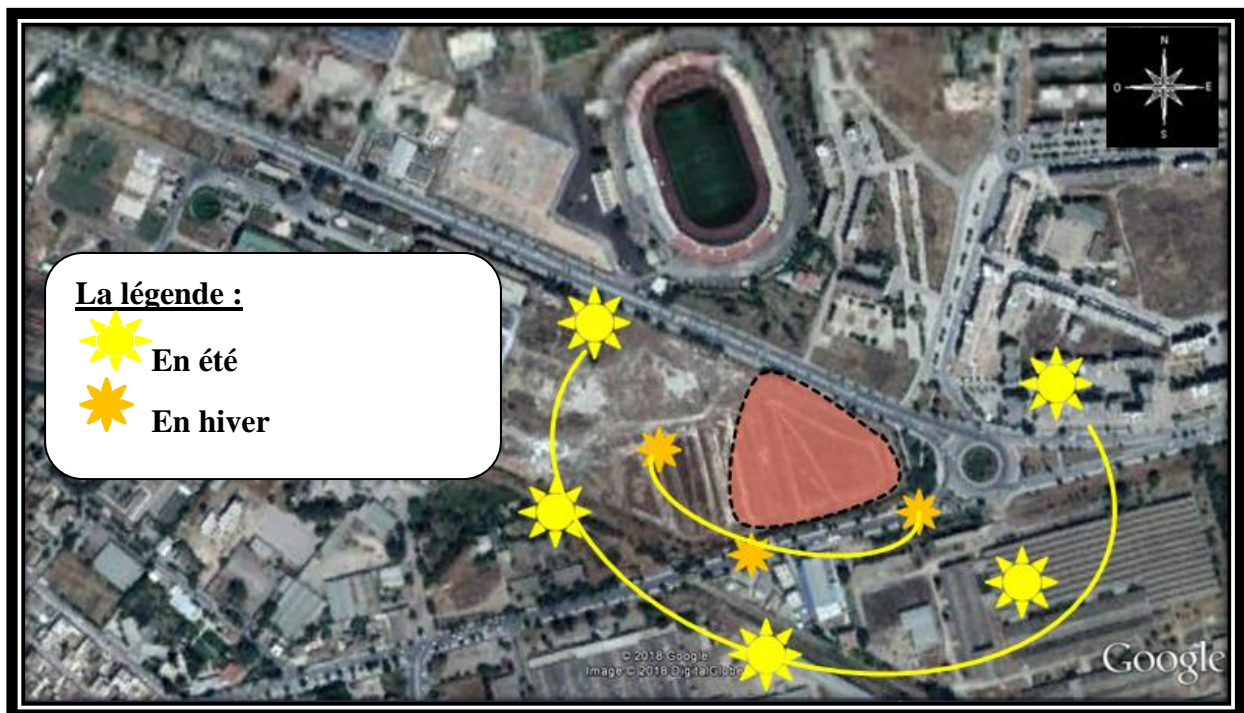 N
O E
S
La légende :
En été
En hiver
© 2018 Google
Image © 2018 DigitalGlobe
Google